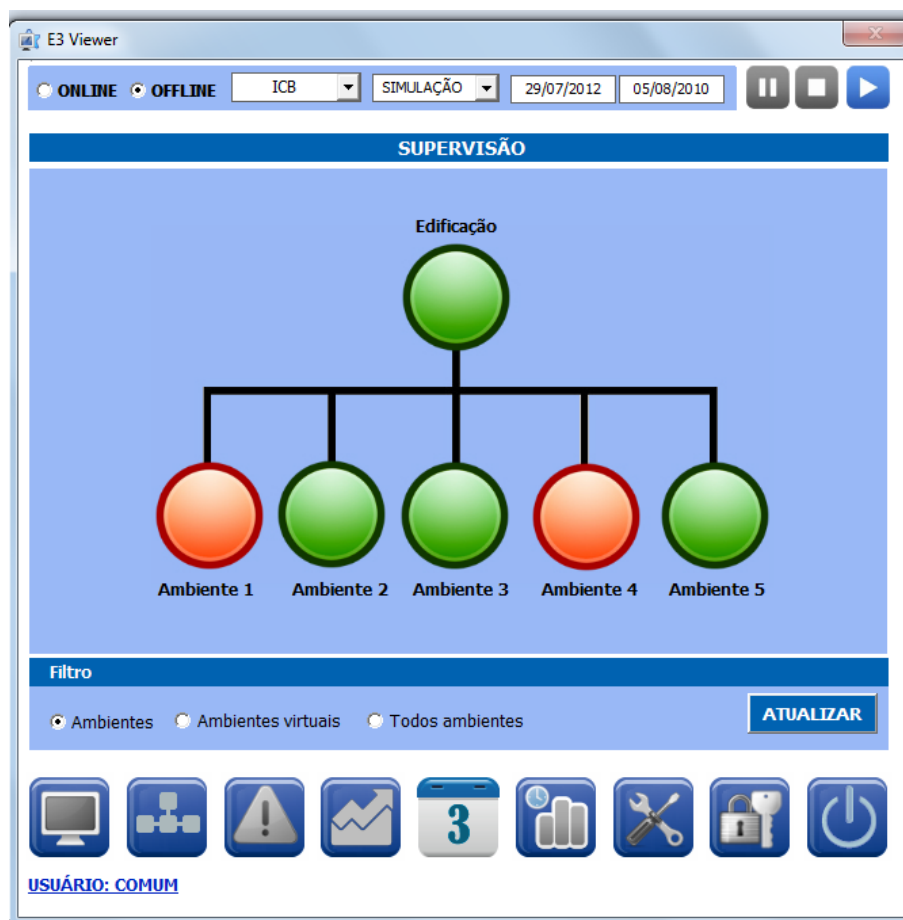 E3 Viewer
ONLINE OFFLINE ICB SIMULAÇÃO 29/07/2012 05/08/2010
SUPERVISÃO
Edificação
Ambiente 1 Ambiente 2 Ambiente 3 Ambiente 4 Ambiente 5
Filtro
Ambientes Ambientes virtuais Todos ambientes ATUALIZAR
3
USUÁRIO: COMUM